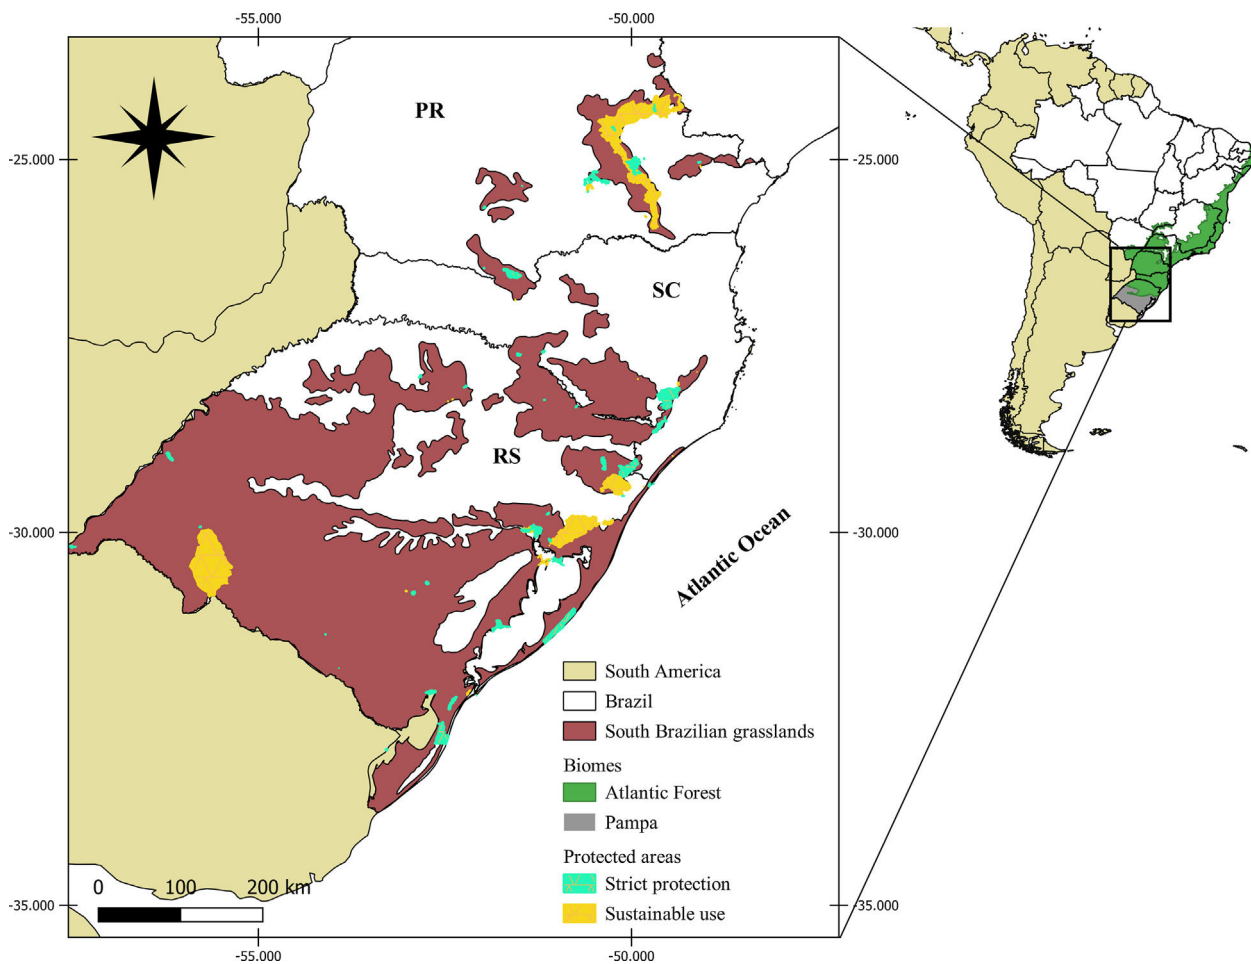 -55.000
-50.000
PR
-25.000
-25.000
SC
RS
-30.000
-30.000
Atlantic Ocean
South America
Brazil
South Brazilian grasslands
Biomes
Atlantic Forest
Pampa
Protected areas
Strict protection
Sustainable use
0 100 200 km
-35.000
-35.000
-55.000
-50.000